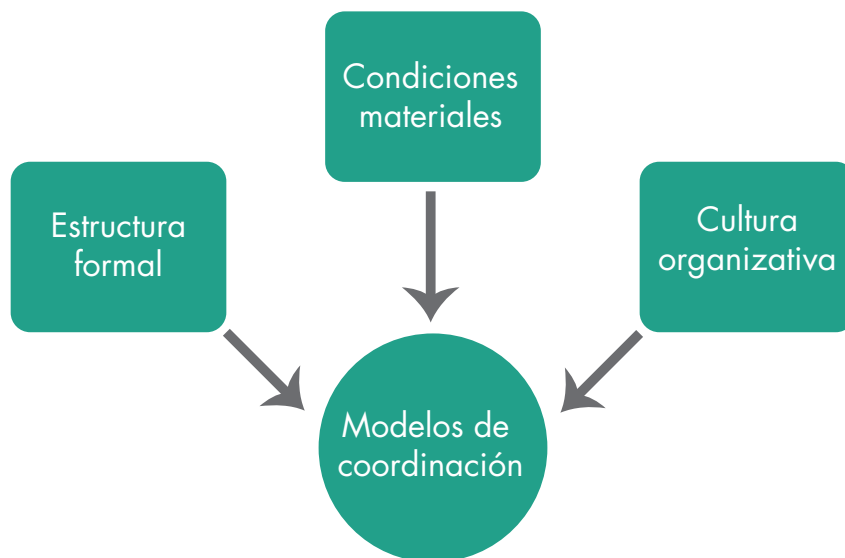 Condiciones
materiales
Estructura
formal
Cultura
organizativa
Modelos de
coordinación